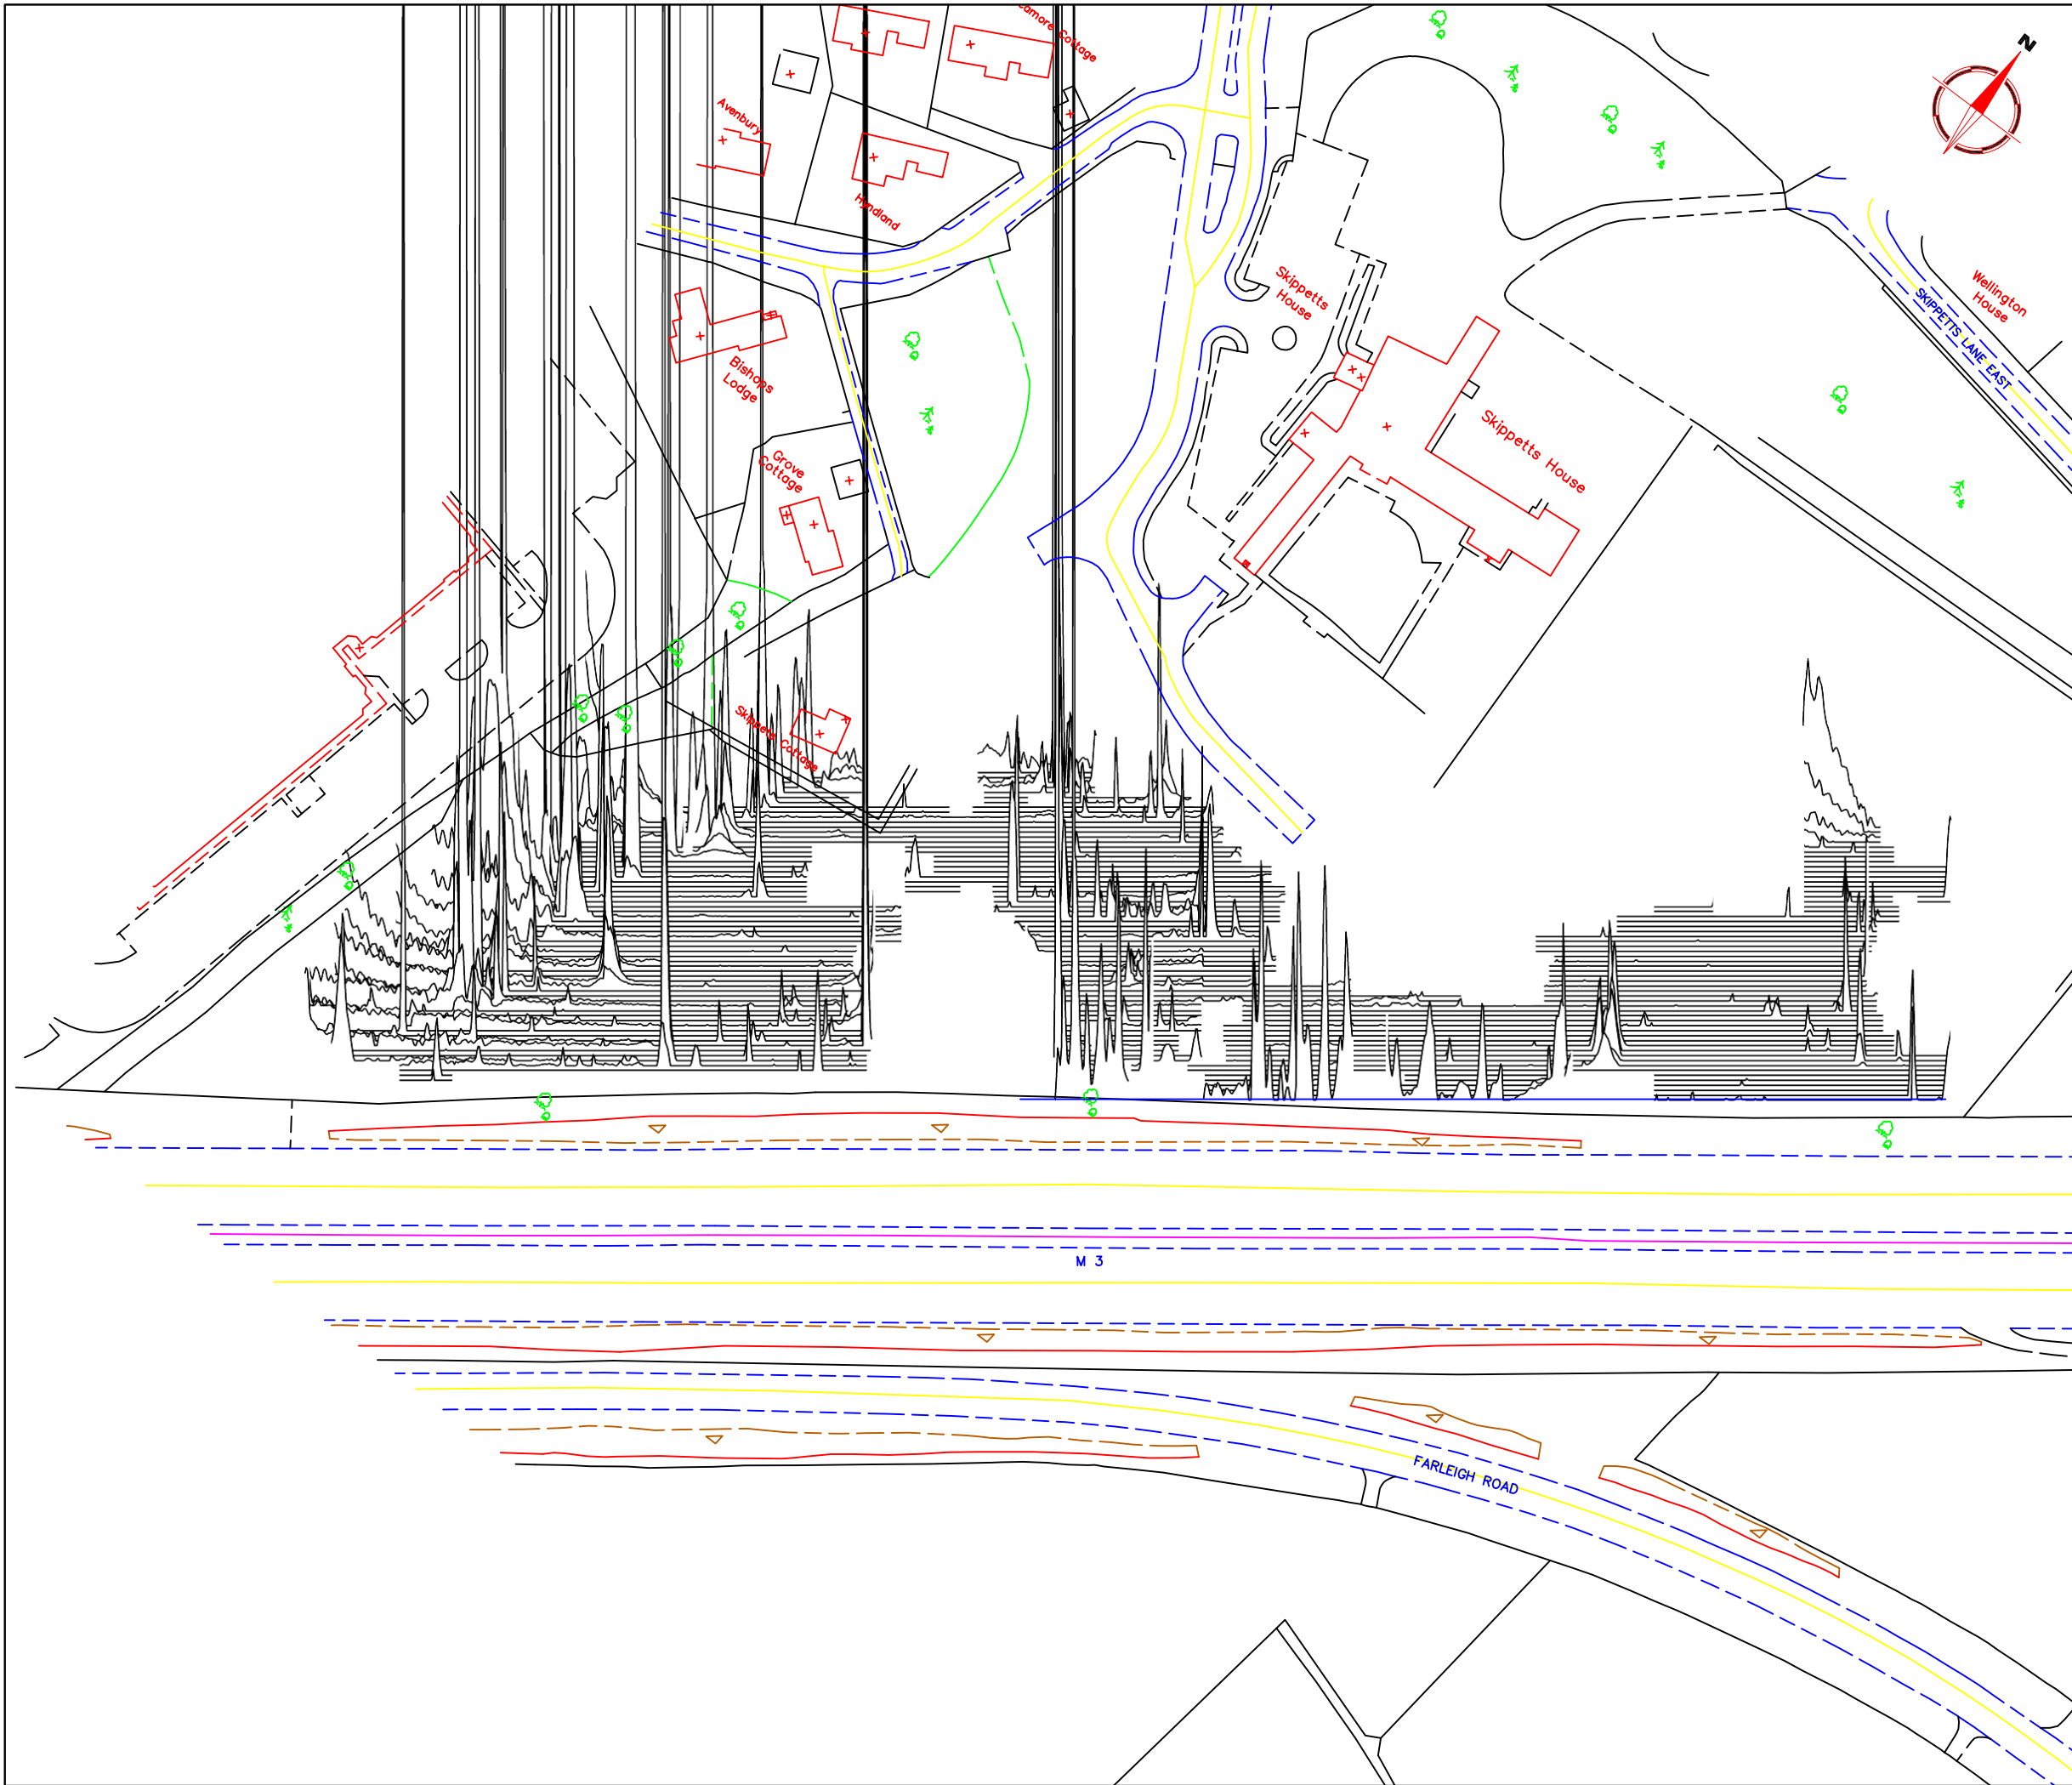 Cottage
N
Avenbury
Hyndland
Skippetts
House
Wellington
House
SKIPPETTS LANE EAST
Bishops
Lodge
Skippetts House
Grove
Cottage
Cottage
M 3
FARLEIGH ROAD